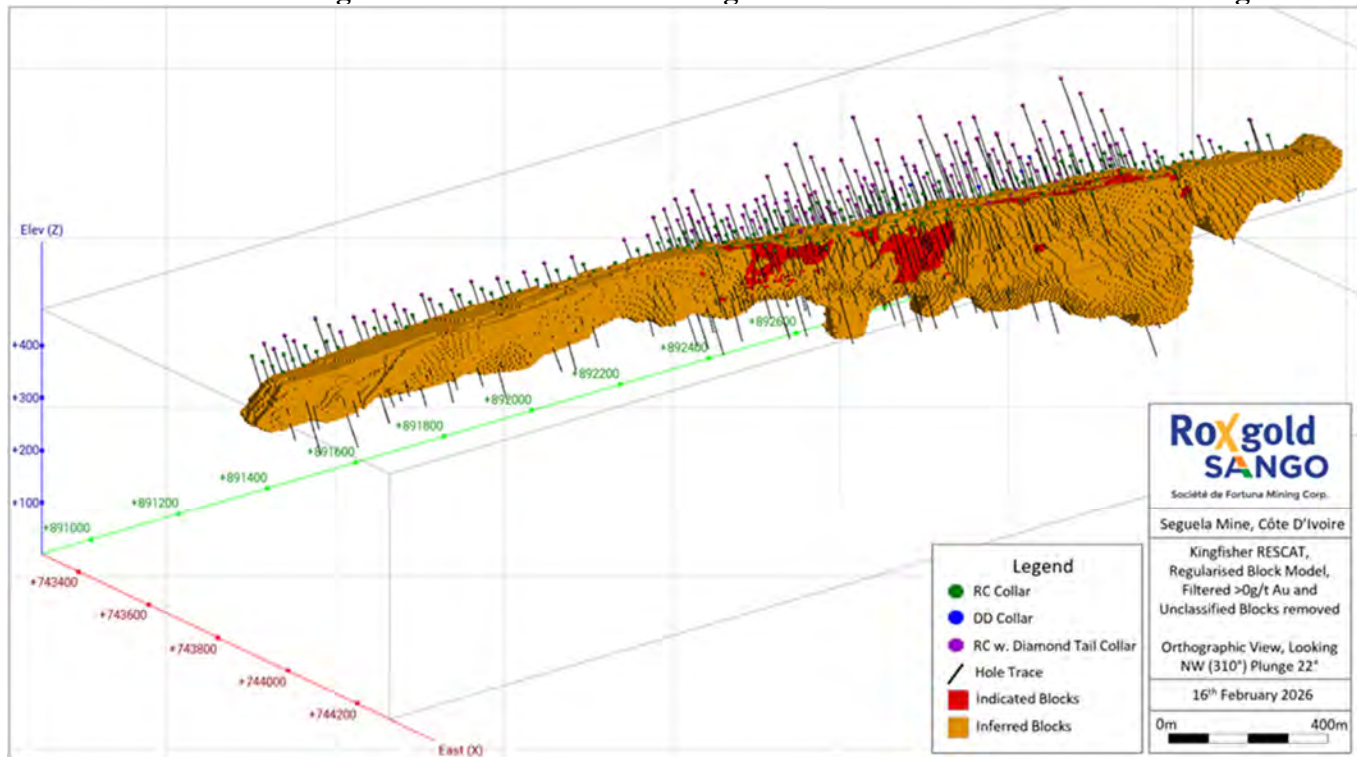 Elev (Z)
+400
+300
+200
+100
+891000
+891200
+891400
+891600
+891800
+892000
+892200
+892400
+892600
+743400
+743600
+743800
+744000
+744200
East (X)
Legend
RC Collar
DD Collar
RC w. Diamond Tail Collar
Hole Trace
Indicated Blocks
Inferred Blocks
Roxgold
SANGO
Société de Fortuna Mining Corp.
Seguela Mine, Côte D'Ivoire
Kingfisher RESCAT,
Regularised Block Model,
Filtered >0g/t Au and
Unclassified Blocks removed
Orthographic View, Looking
NW (310°) Plunge 22°
16th February 2026
0m 400m